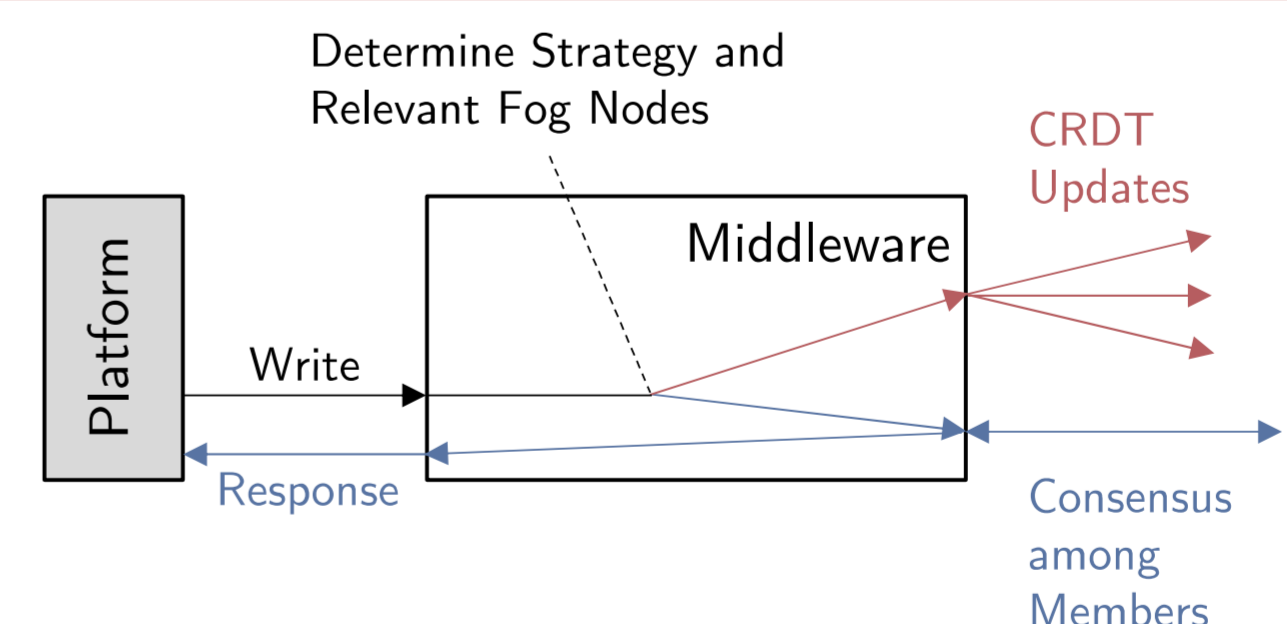 Determine Strategy and
Relevant Fog Nodes
CRDT
Updates
Middleware
Platform
Write
Response
Consensus
among
Members